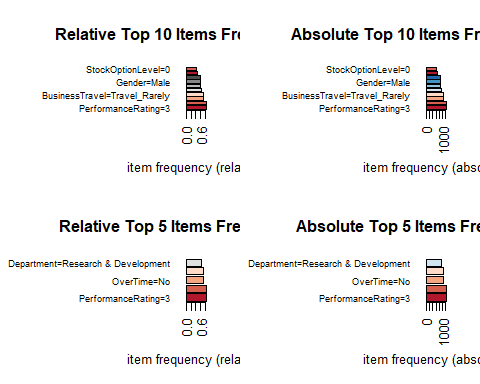 Relative Top 10 Items Fre
StockOptionLevel=0
Gender=Male
BusinessTravel=Travel_Rarely
PerformanceRating=3
0.0
0.6
item frequency (rela
Absolute Top 10 Items F
StockOptionLevel=0
Gender=Male
BusinessTravel=Travel_Rarely
PerformanceRating=3
0
1000
item frequency (abso
Relative Top 5 Items Fre
Department=Research & Development
OverTime=No
PerformanceRating=3
0.0
0.6
item frequency (rela
Absolute Top 5 Items Fr
Department=Research & Development
OverTime=No
PerformanceRating=3
0
1000
item frequency (abso